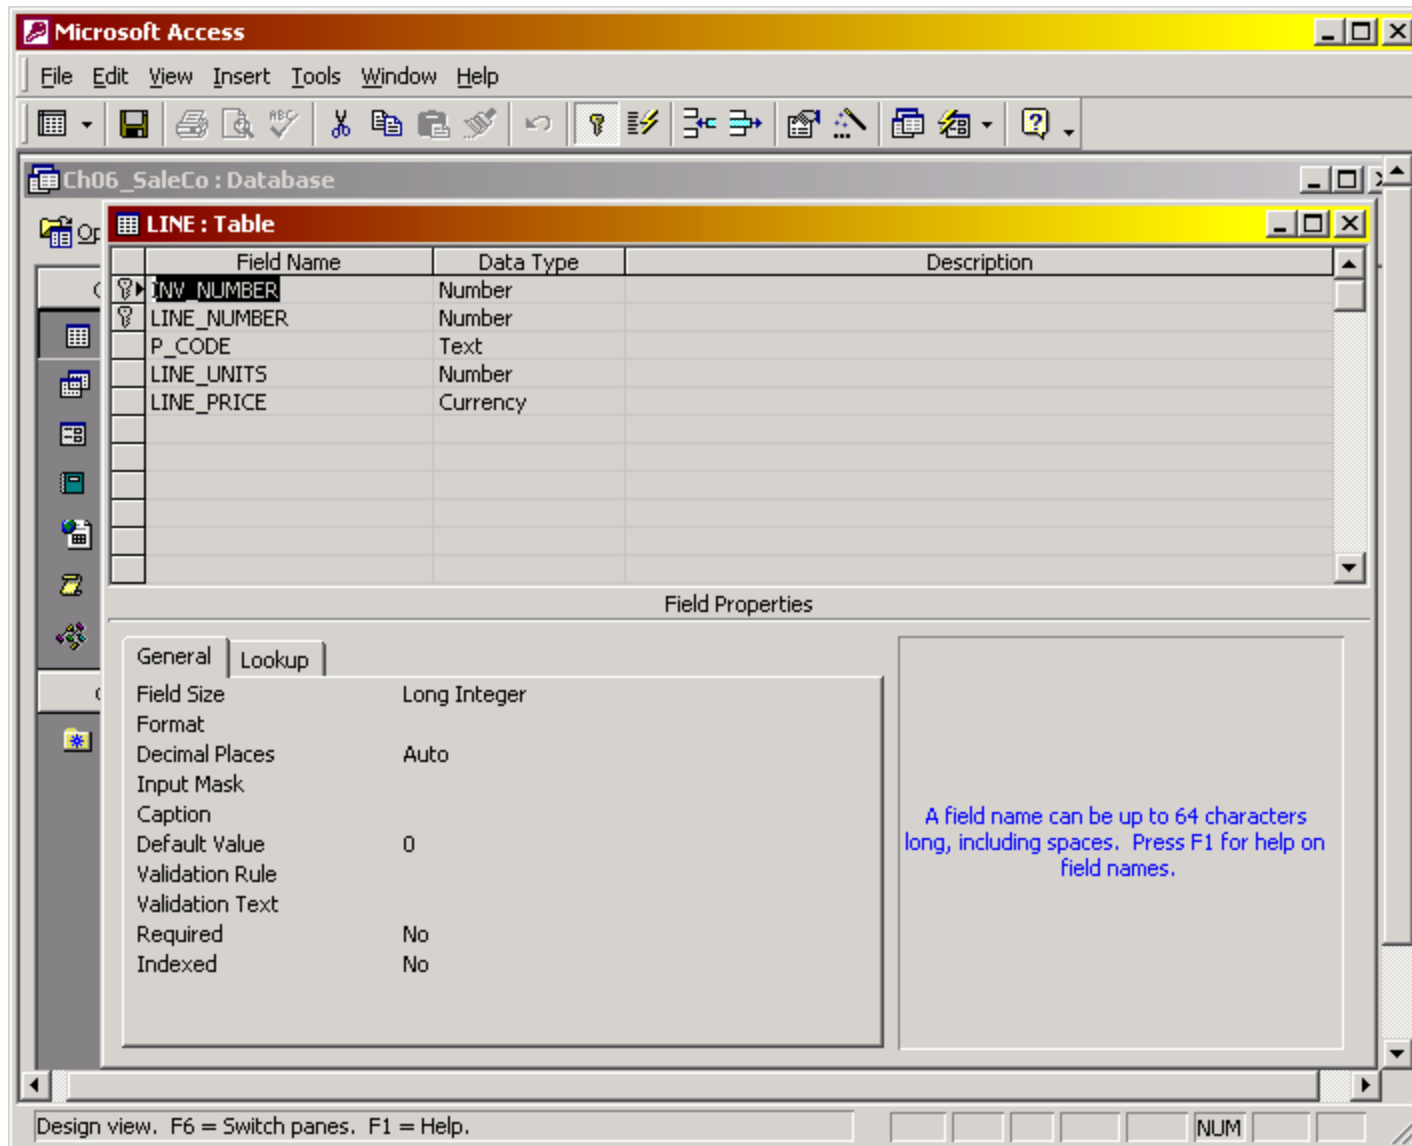 Microsoft Access
File Edit View Insert Tools Window Help
ABC
Ch06_SaleCo : Database
Op
LINE : Table
Field Name Data Type Description
INV_NUMBER Number
LINE_NUMBER Number
P_CODE Text
LINE_UNITS Number
LINE_PRICE Currency
Field Properties
General Lookup
Field Size Long Integer
Format
Decimal Places Auto
Input Mask
Caption
Default Value 0
Validation Rule
Validation Text
Required No
Indexed No
A field name can be up to 64 characters
long, including spaces. Press F1 for help on
field names.
Design view. F6 = Switch panes. F1 = Help.
NUM